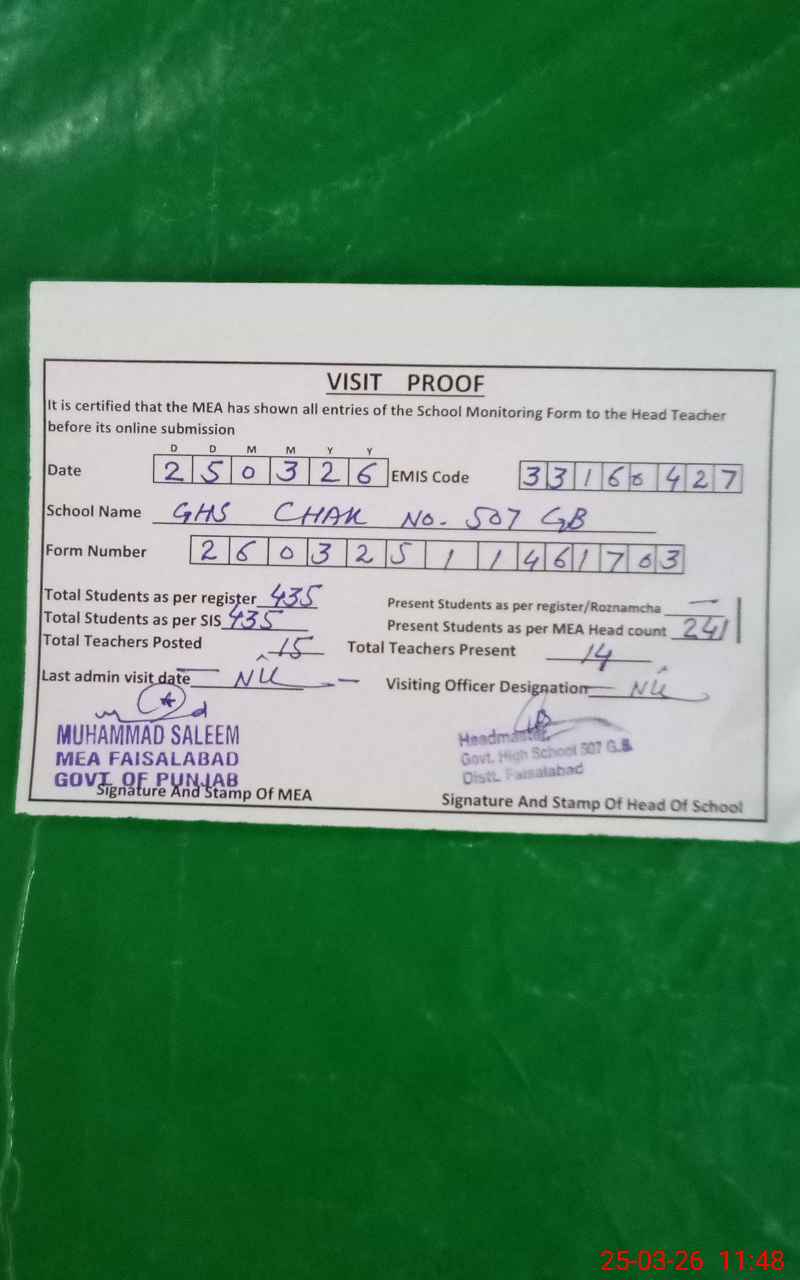 VISIT PROOF
It is certified that the MEA has shown all entries of the School Monitoring Form to the Head Teacher
before its online submission
D D M M Y Y
Date 2 5 0 3 2 6 EMIS Code 3 3 1 6 0 4 2 7
School Name GHS CHAK NO. 507 GB
Form Number 2 6 0 3 2 5 1 1 4 6 1 7 0 3
Total Students as per register 435 Present Students as per register/Roznamcha —
Total Students as per SIS 435 Present Students as per MEA Head count 241
Total Teachers Posted 15 Total Teachers Present 14
Last admin visit date Nil Visiting Officer Designation Nil
MUHAMMAD SALEEM
MEA FAISALABAD
GOVT OF PUNJAB
Signature And Stamp Of MEA
Headmaster
Govt. High School 507 G.B.
Distt. Faisalabad
Signature And Stamp Of Head Of School
25-03-26 11:48